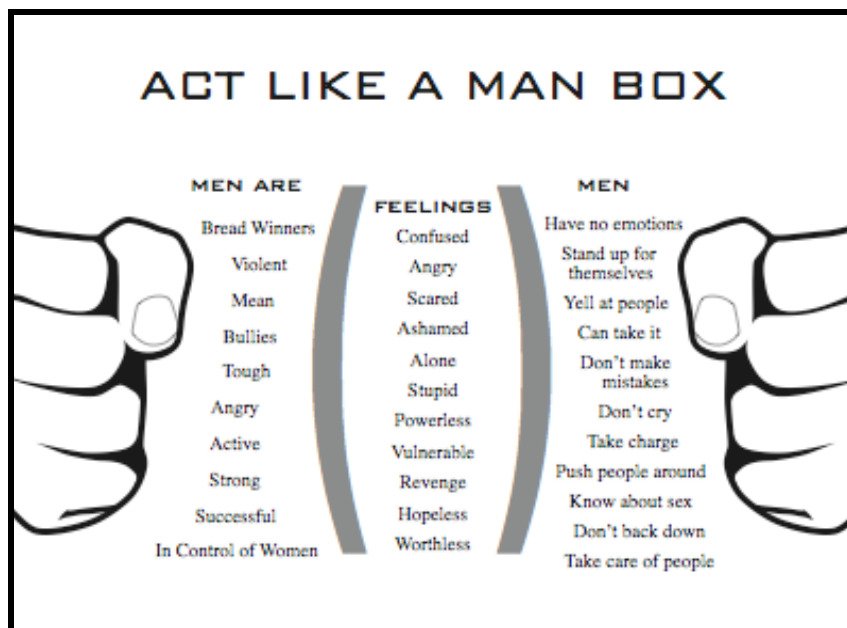 ACT LIKE A MAN BOX
MEN ARE
Bread Winners
Violent
Mean
Bullies
Tough
Angry
Active
Strong
Successful
In Control of Women
FEELINGS
Confused
Angry
Scared
Ashamed
Alone
Stupid
Powerless
Vulnerable
Revenge
Hopeless
Worthless
MEN
Have no emotions
Stand up for
themselves
Yell at people
Can take it
Don't make
mistakes
Don't cry
Take charge
Push people around
Know about sex
Don't back down
Take care of people